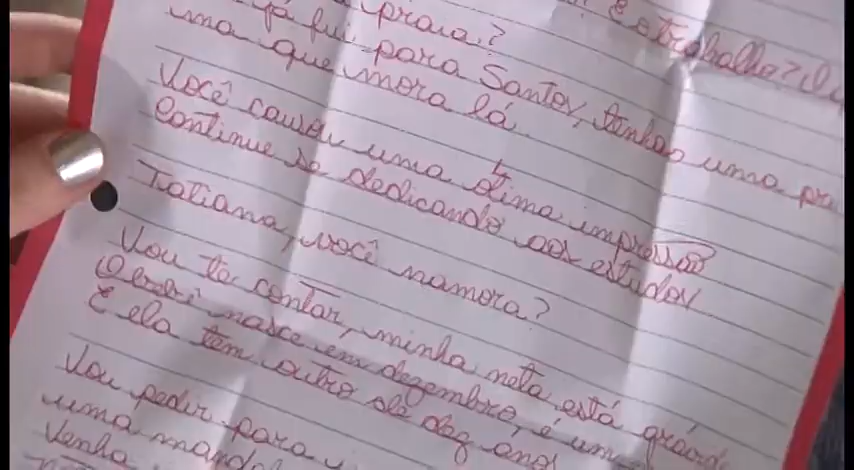 E o trabalho?
praia?
já fui para Santos, tenho uma
uma que mora lá.
Você causou uma ótima impressão
Continue se dedicando aos estudos
Tatiana, você namora?
Vou te contar, minha neta está
O nasce em dezembro, é um
E ela tem outro de dez anos
Vou pedir para
uma
Venha